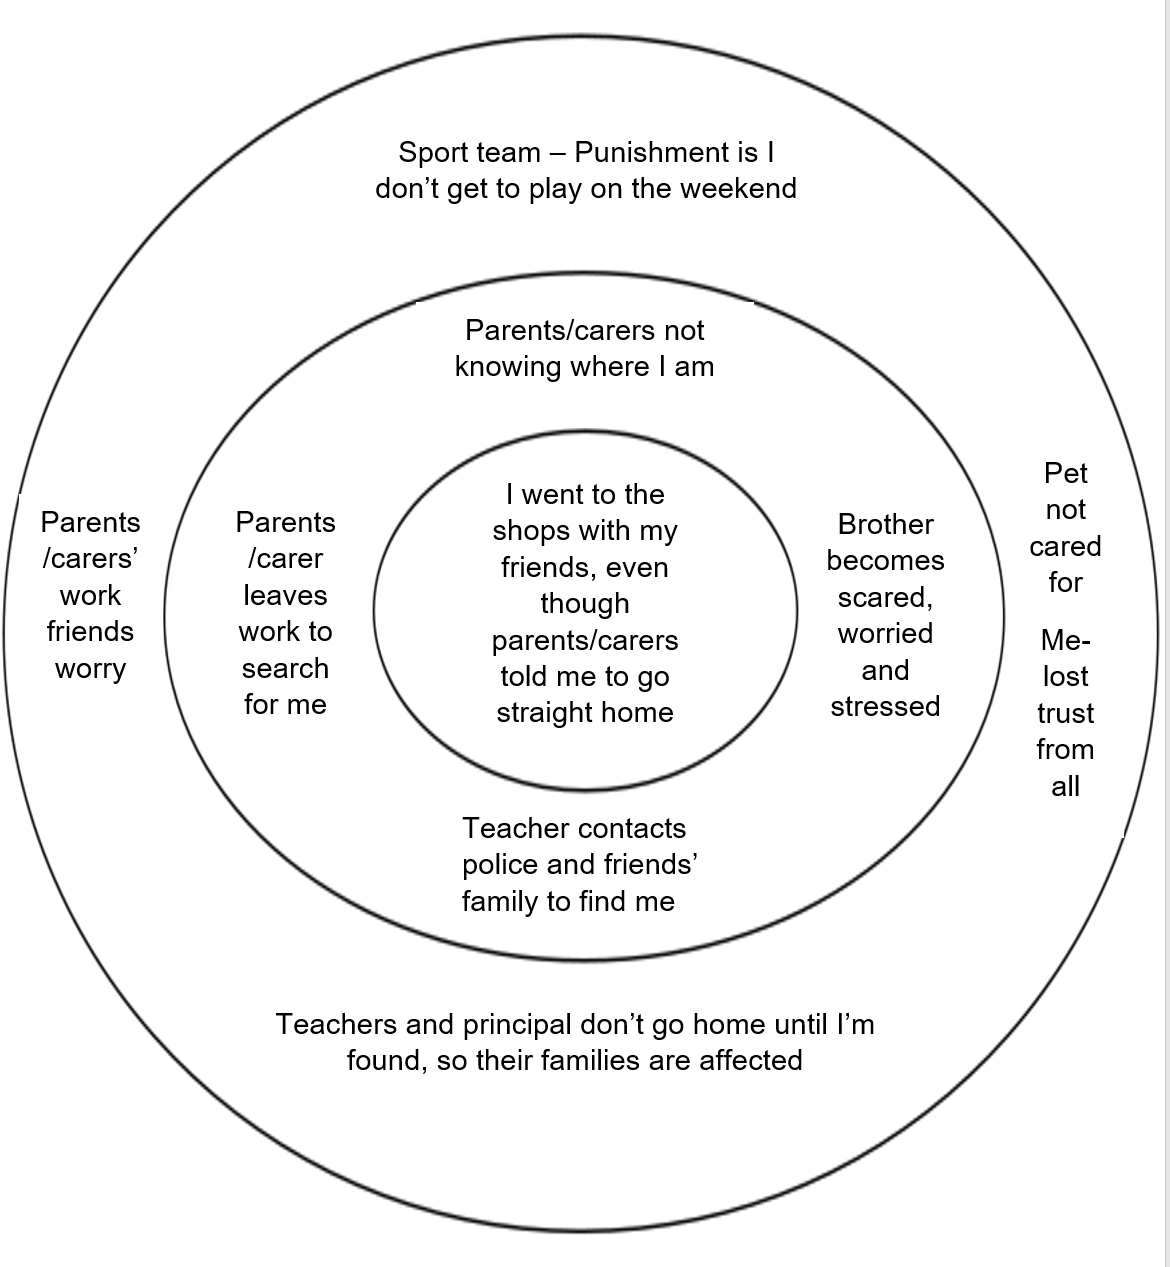 Sport team – Punishment is I
don’t get to play on the weekend
Parents/carers not
knowing where I am
Parents
/carers’
work
friends
worry
Parents
/carer
leaves
work to
search
for me
I went to the
shops with my
friends, even
though
parents/carers
told me to go
straight home
Brother
becomes
scared,
worried
and
stressed
Pet
not
cared
for
Me-
lost
trust
from
all
Teacher contacts
police and friends’
family to find me
Teachers and principal don’t go home until I’m
found, so their families are affected